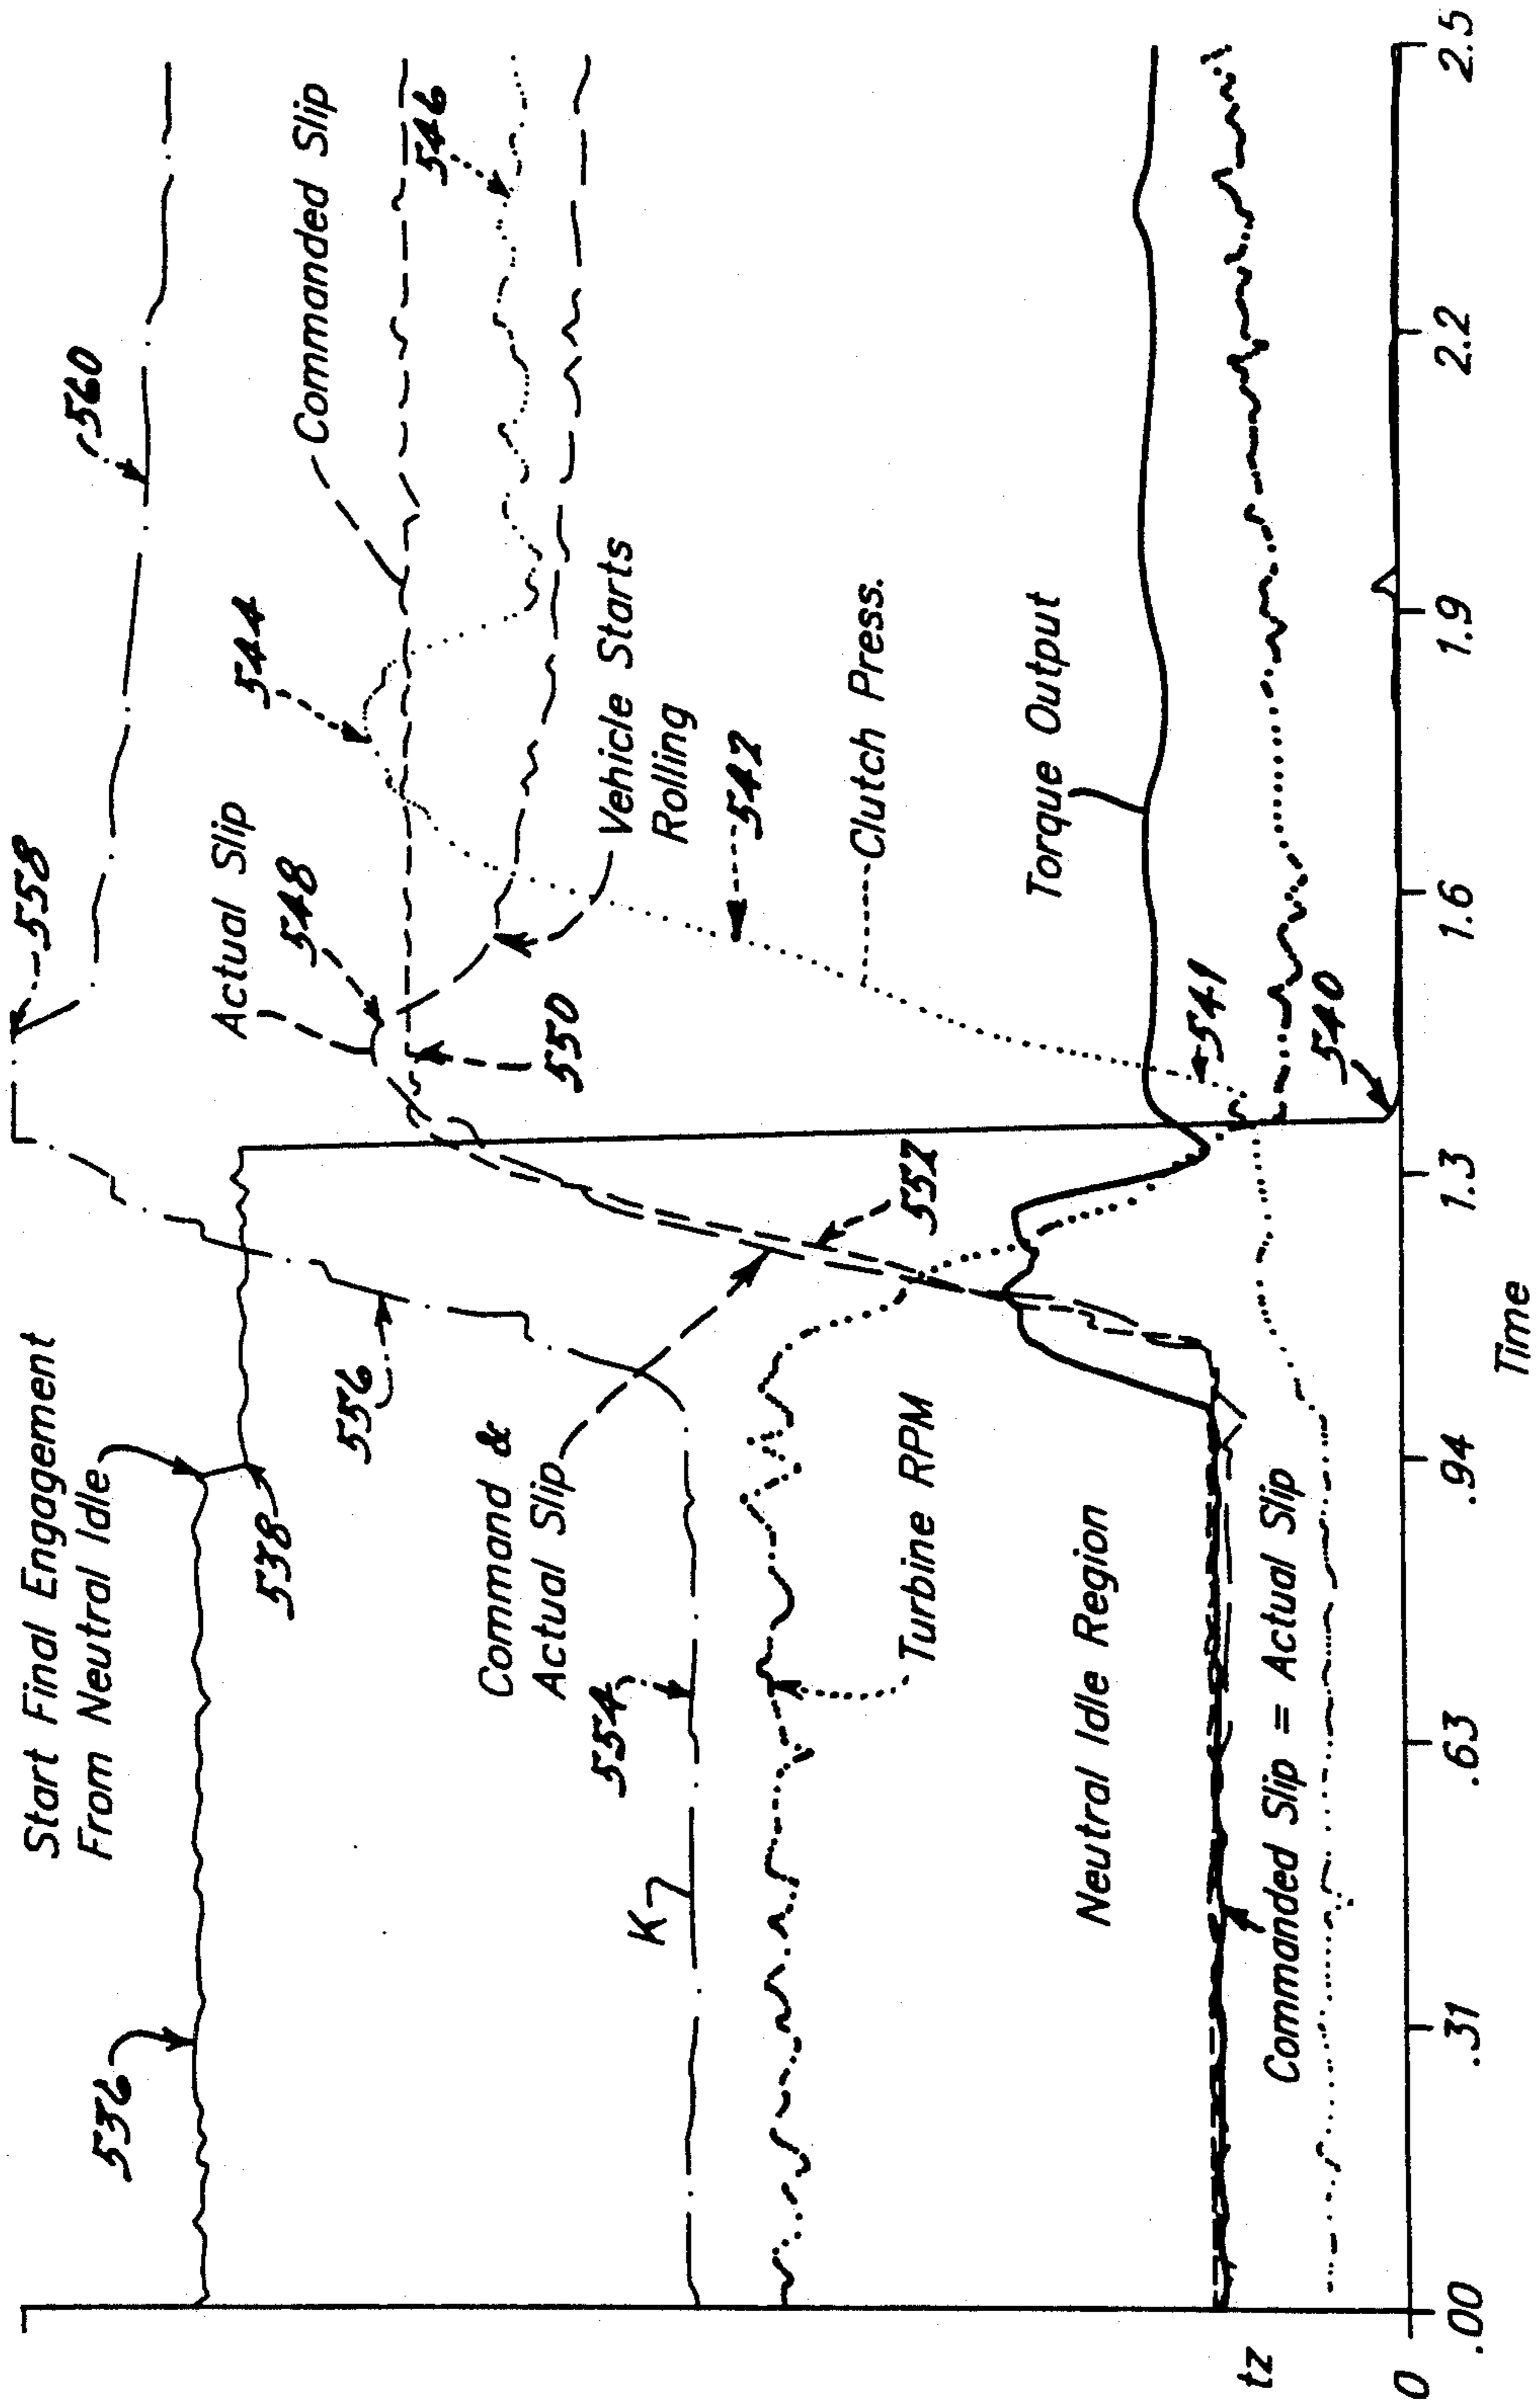 Start Final Engagement
From Neutral Idle
536
538
558
560
556
Actual Slip
548
544
Commanded Slip
546
550
Vehicle Starts
Rolling
Command &
Actual Slip
554
K
542
552
Clutch Press.
Turbine RPM
Torque Output
Neutral Idle Region
541
540
Commanded Slip = Actual Slip
tz
0
.00
.31
.63
.94
1.3
1.6
1.9
2.2
2.5
Time